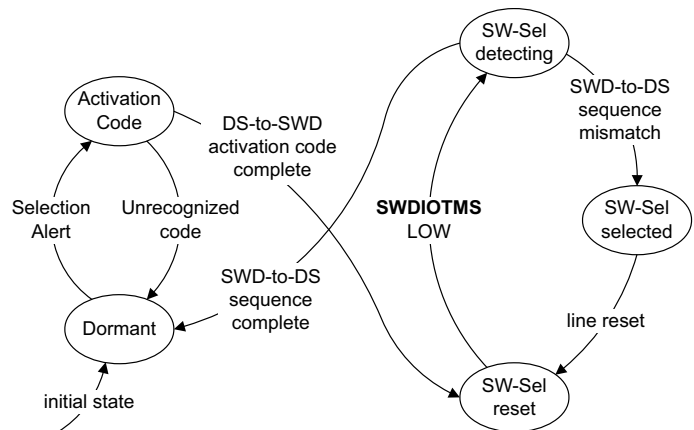 SW-Sel
detecting
Activation
Code
SWD-to-DS
sequence
mismatch
DS-to-SWD
activation code
complete
Selection
Alert
Unrecognized
code
SWDIOTMS
LOW
SW-Sel
selected
SWD-to-DS
sequence
complete
Dormant
line reset
initial state
SW-Sel
reset